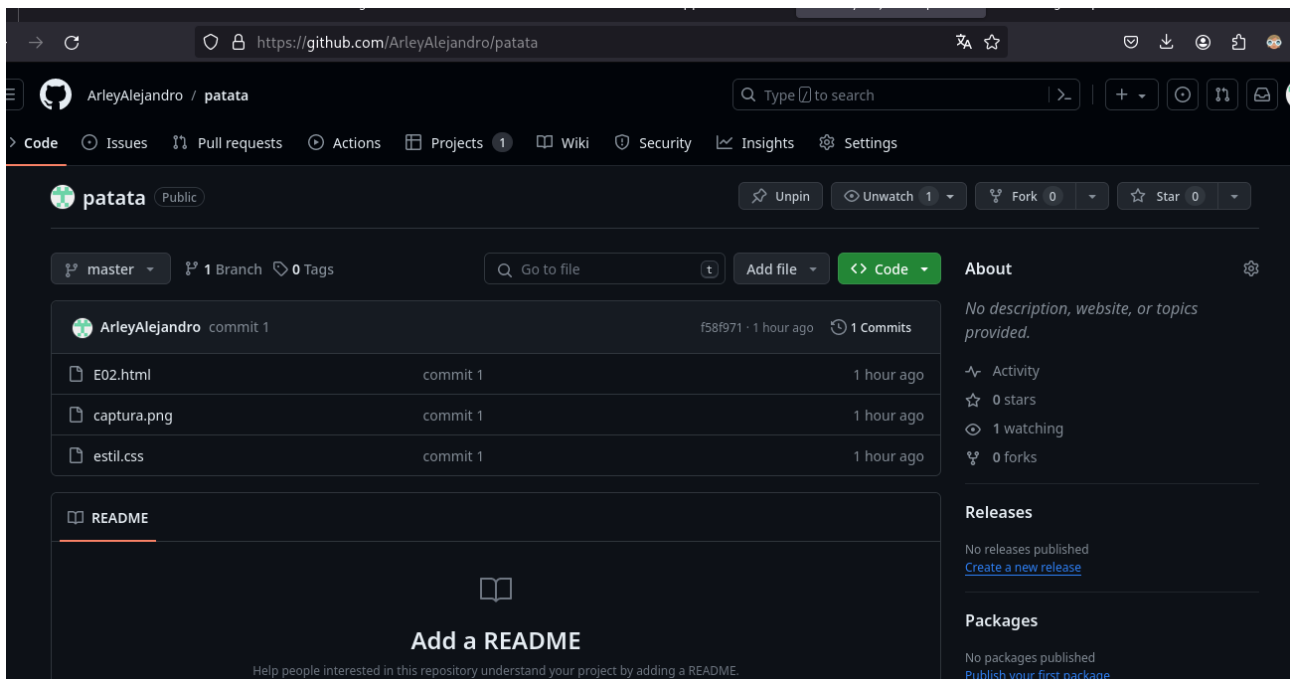 https://github.com/ArleyAlejandro/patata
ArleyAlejandro / patata
Type / to search
Code Issues Pull requests Actions Projects 1 Wiki Security Insights Settings
patata Public
Unpin Unwatch 1 Fork 0 Star 0
master 1 Branch 0 Tags Go to file t Add file Code
ArleyAlejandro commit 1 f58f971 · 1 hour ago 1 Commits
E02.html commit 1 1 hour ago
captura.png commit 1 1 hour ago
estil.css commit 1 1 hour ago
README
Add a README
Help people interested in this repository understand your project by adding a README.
About
No description, website, or topics
provided.
Activity
0 stars
1 watching
0 forks
Releases
No releases published
Create a new release
Packages
No packages published
Publish your first package